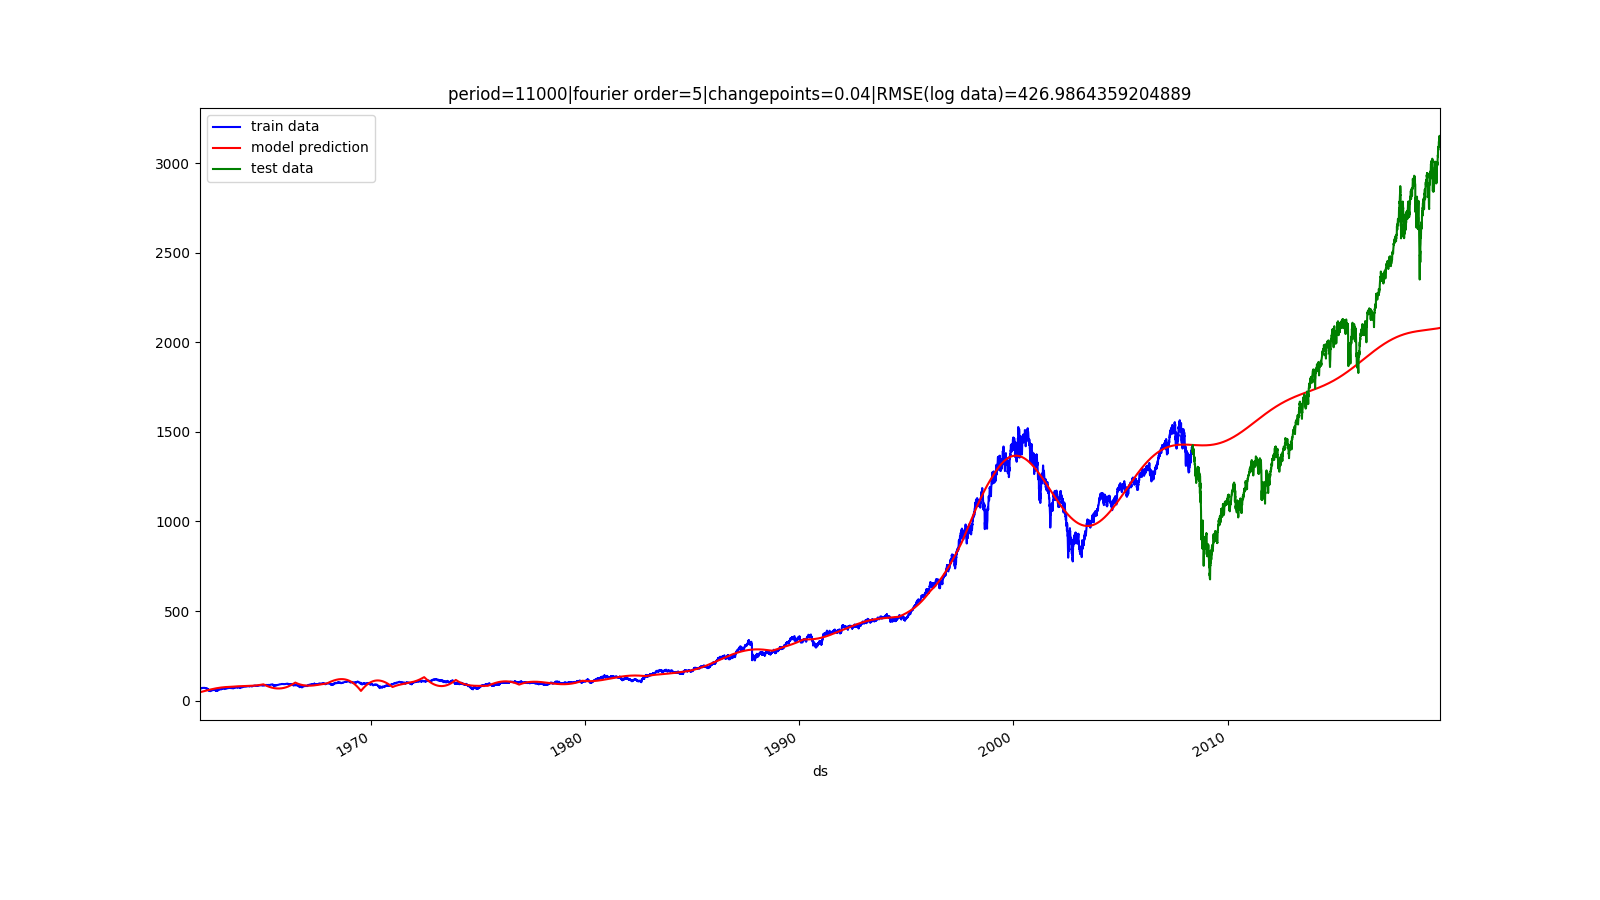 period=11000|fourier order=5|changepoints=0.04|RMSE(log data)=426.9864359204889
train data
model prediction
test data
3000
2500
2000
1500
1000
500
0
1970
1980
1990
2000
2010
ds